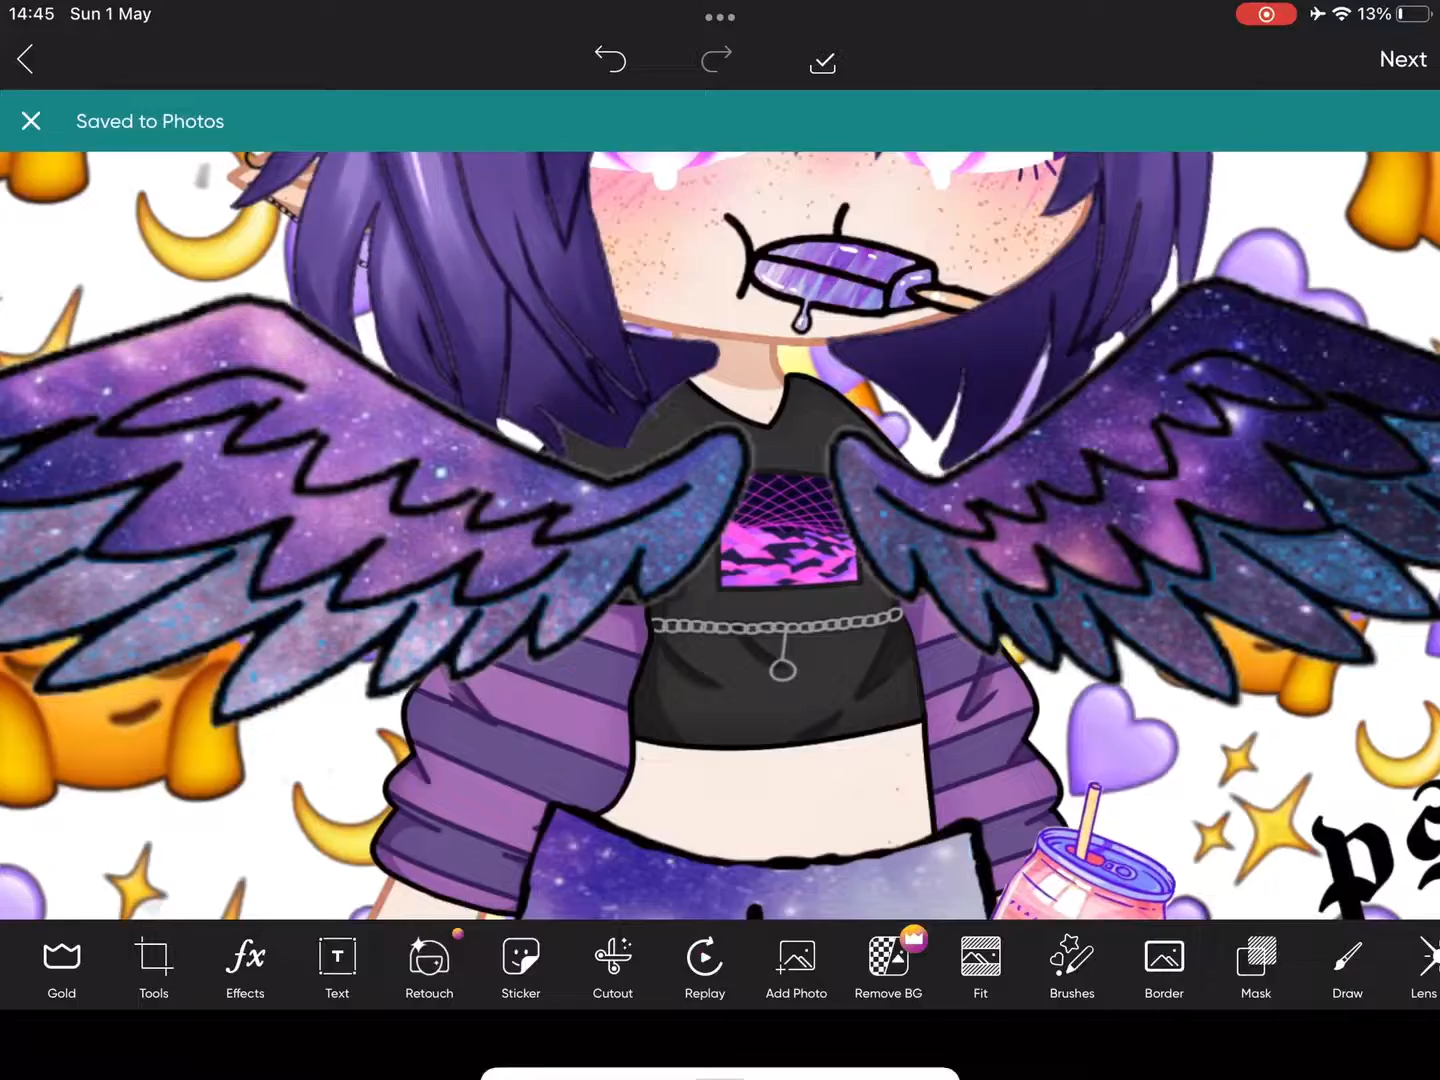 14:45 Sun 1 May
13%
Next
Saved to Photos
Gold
Tools
Effects
Text
Retouch
Sticker
Cutout
Replay
Add Photo
Remove BG
Fit
Brushes
Border
Mask
Draw
Lens